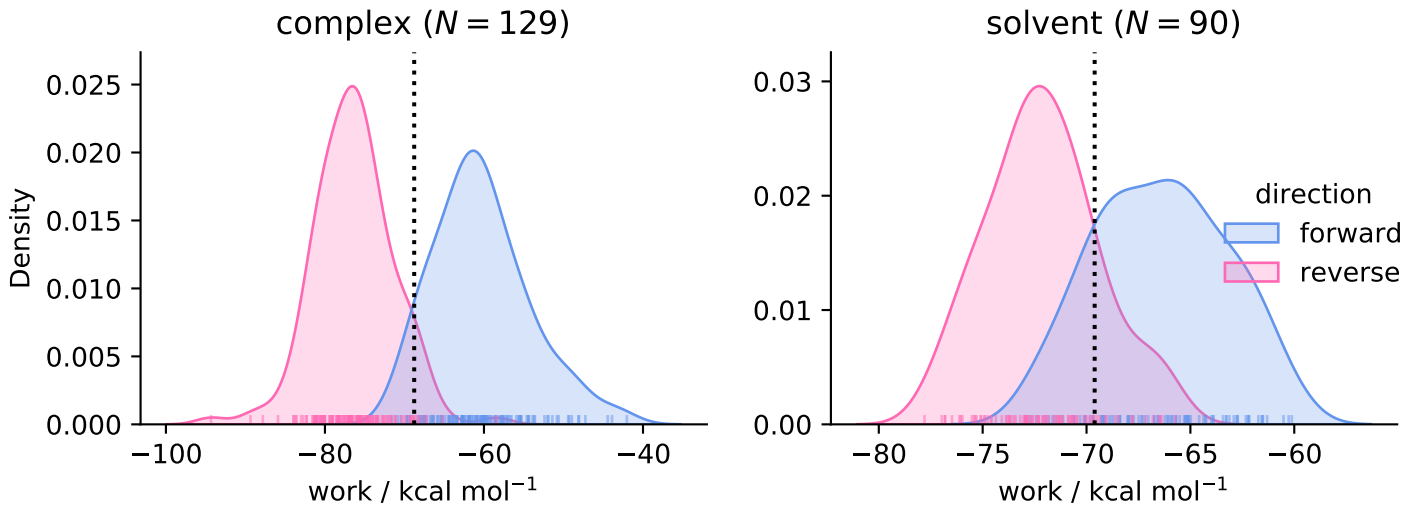 complex (N = 129)
Density
0.025
0.020
0.015
0.010
0.005
0.000
−100
−80
−60
−40
work / kcal mol⁻¹
solvent (N = 90)
0.03
0.02
0.01
0.00
−80
−75
−70
−65
−60
work / kcal mol⁻¹
direction
forward
reverse